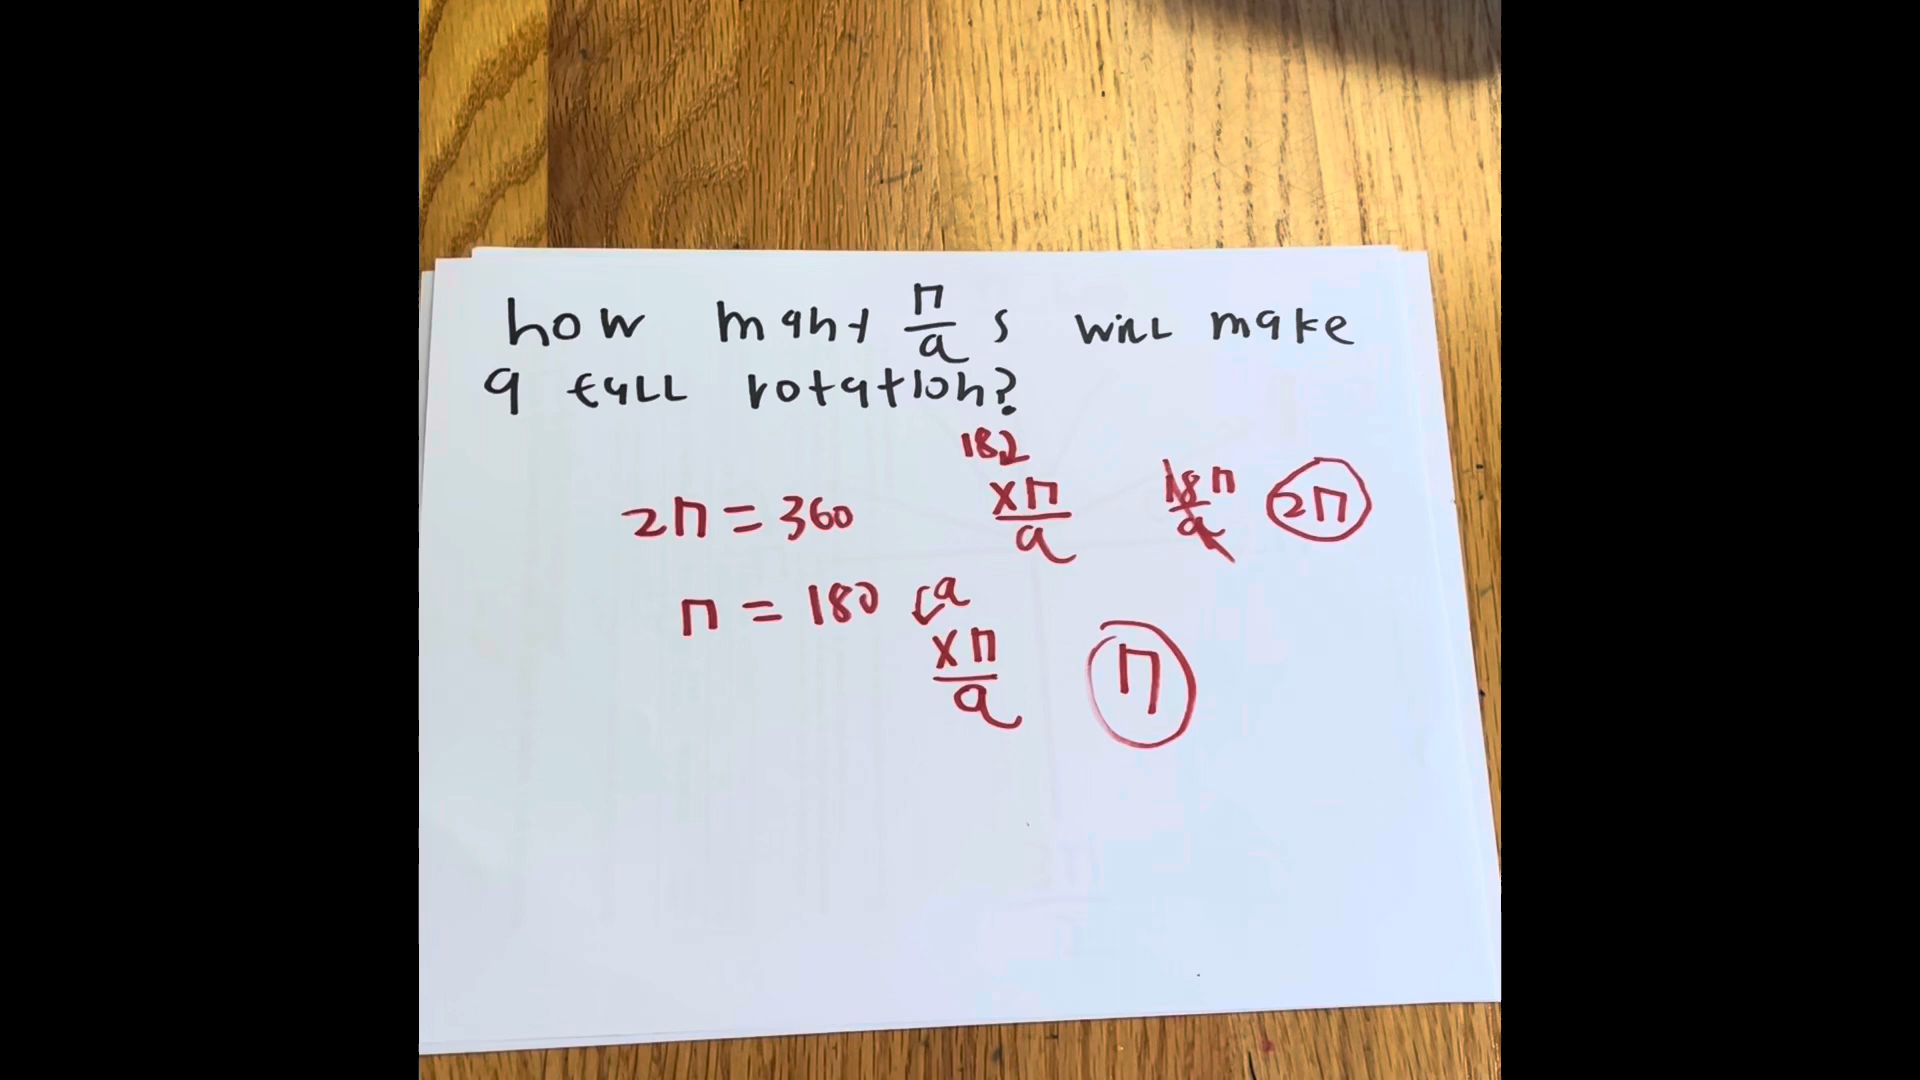 how many π/a s will make
a full rotation?
182
2π = 360 xπ/a 18π/a 2π
π = 180 a
xπ/a π